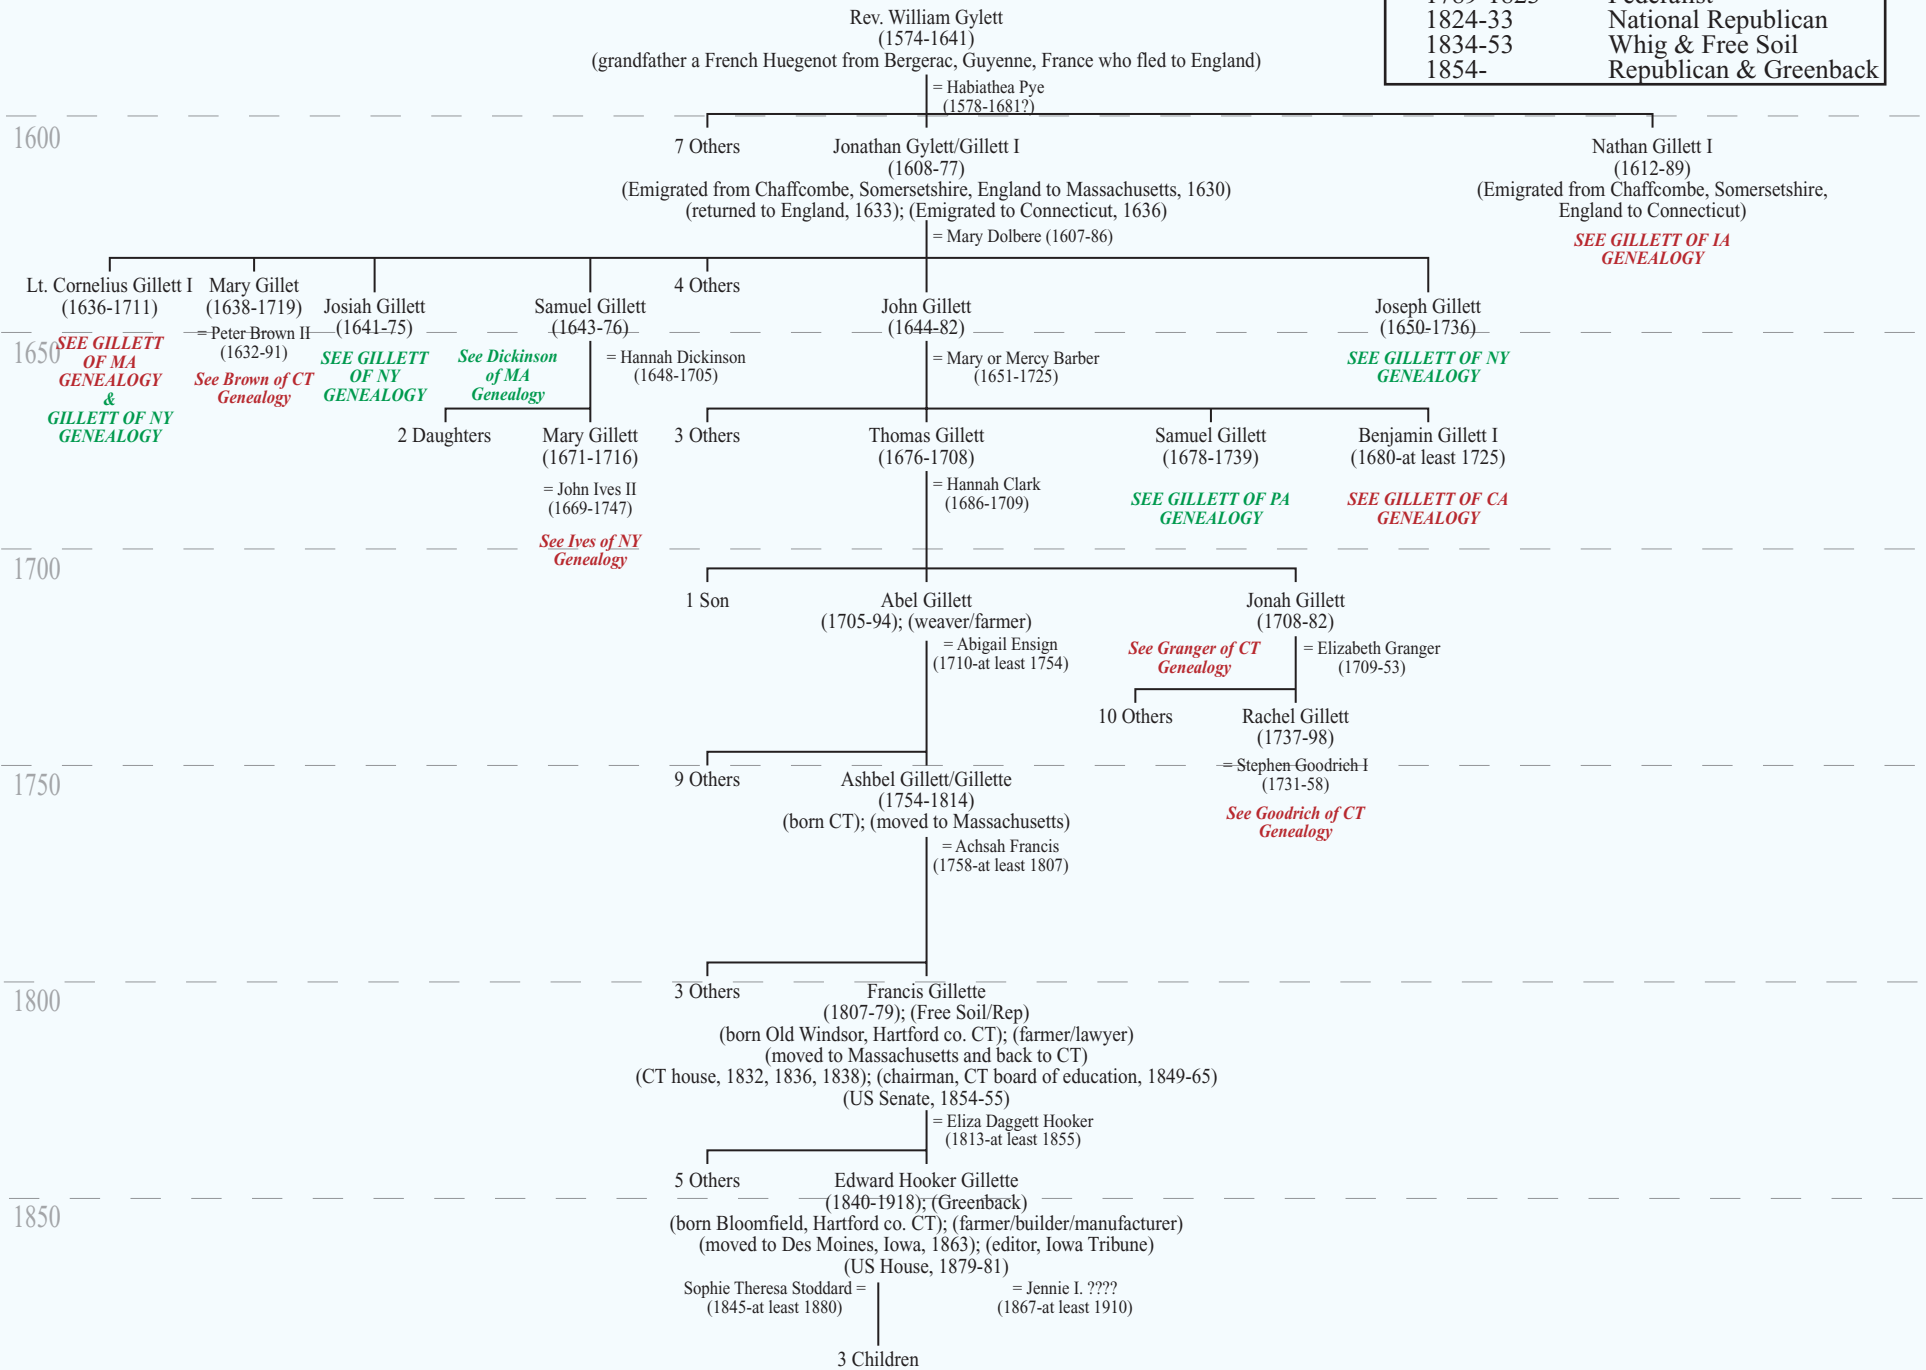 Rev. William Gylett
(1574-1641)
(grandfather a French Huegenot from Bergerac, Guyenne, France who fled to England)
1824-33 National Republican
1834-53 Whig & Free Soil
1854- Republican & Greenback
= Habiathea Pye
(1578-1681?)
1600
7 Others
Jonathan Gylett/Gillett I
(1608-77)
(Emigrated from Chaffcombe, Somersetshire, England to Massachusetts, 1630)
(returned to England, 1633); (Emigrated to Connecticut, 1636)
Nathan Gillett I
(1612-89)
(Emigrated from Chaffcombe, Somersetshire,
England to Connecticut)
SEE GILLETT OF IA
GENEALOGY
= Mary Dolbere (1607-86)
Lt. Cornelius Gillett I
(1636-1711)
SEE GILLETT
OF MA
GENEALOGY
&
GILLETT OF NY
GENEALOGY
Mary Gillet
(1638-1719)
= Peter Brown II
(1632-91)
See Brown of CT
Genealogy
Josiah Gillett
(1641-75)
SEE GILLETT
OF NY
GENEALOGY
Samuel Gillett
(1643-76)
See Dickinson
of MA
Genealogy
= Hannah Dickinson
(1648-1705)
4 Others
John Gillett
(1644-82)
= Mary or Mercy Barber
(1651-1725)
Joseph Gillett
(1650-1736)
SEE GILLETT OF NY
GENEALOGY
1650
2 Daughters
Mary Gillett
(1671-1716)
= John Ives II
(1669-1747)
See Ives of NY
Genealogy
3 Others
Thomas Gillett
(1676-1708)
= Hannah Clark
(1686-1709)
Samuel Gillett
(1678-1739)
SEE GILLETT OF PA
GENEALOGY
Benjamin Gillett I
(1680-at least 1725)
SEE GILLETT OF CA
GENEALOGY
1700
1 Son
Abel Gillett
(1705-94); (weaver/farmer)
= Abigail Ensign
(1710-at least 1754)
Jonah Gillett
(1708-82)
See Granger of CT
Genealogy
= Elizabeth Granger
(1709-53)
10 Others
Rachel Gillett
(1737-98)
= Stephen Goodrich I
(1731-58)
See Goodrich of CT
Genealogy
1750
9 Others
Ashbel Gillett/Gillette
(1754-1814)
(born CT); (moved to Massachusetts)
= Achsah Francis
(1758-at least 1807)
1800
3 Others
Francis Gillette
(1807-79); (Free Soil/Rep)
(born Old Windsor, Hartford co. CT); (farmer/lawyer)
(moved to Massachusetts and back to CT)
(CT house, 1832, 1836, 1838); (chairman, CT board of education, 1849-65)
(US Senate, 1854-55)
= Eliza Daggett Hooker
(1813-at least 1855)
5 Others
Edward Hooker Gillette
(1840-1918); (Greenback)
(born Bloomfield, Hartford co. CT); (farmer/builder/manufacturer)
(moved to Des Moines, Iowa, 1863); (editor, Iowa Tribune)
(US House, 1879-81)
1850
Sophie Theresa Stoddard =
(1845-at least 1880)
= Jennie I. ????
(1867-at least 1910)
3 Children